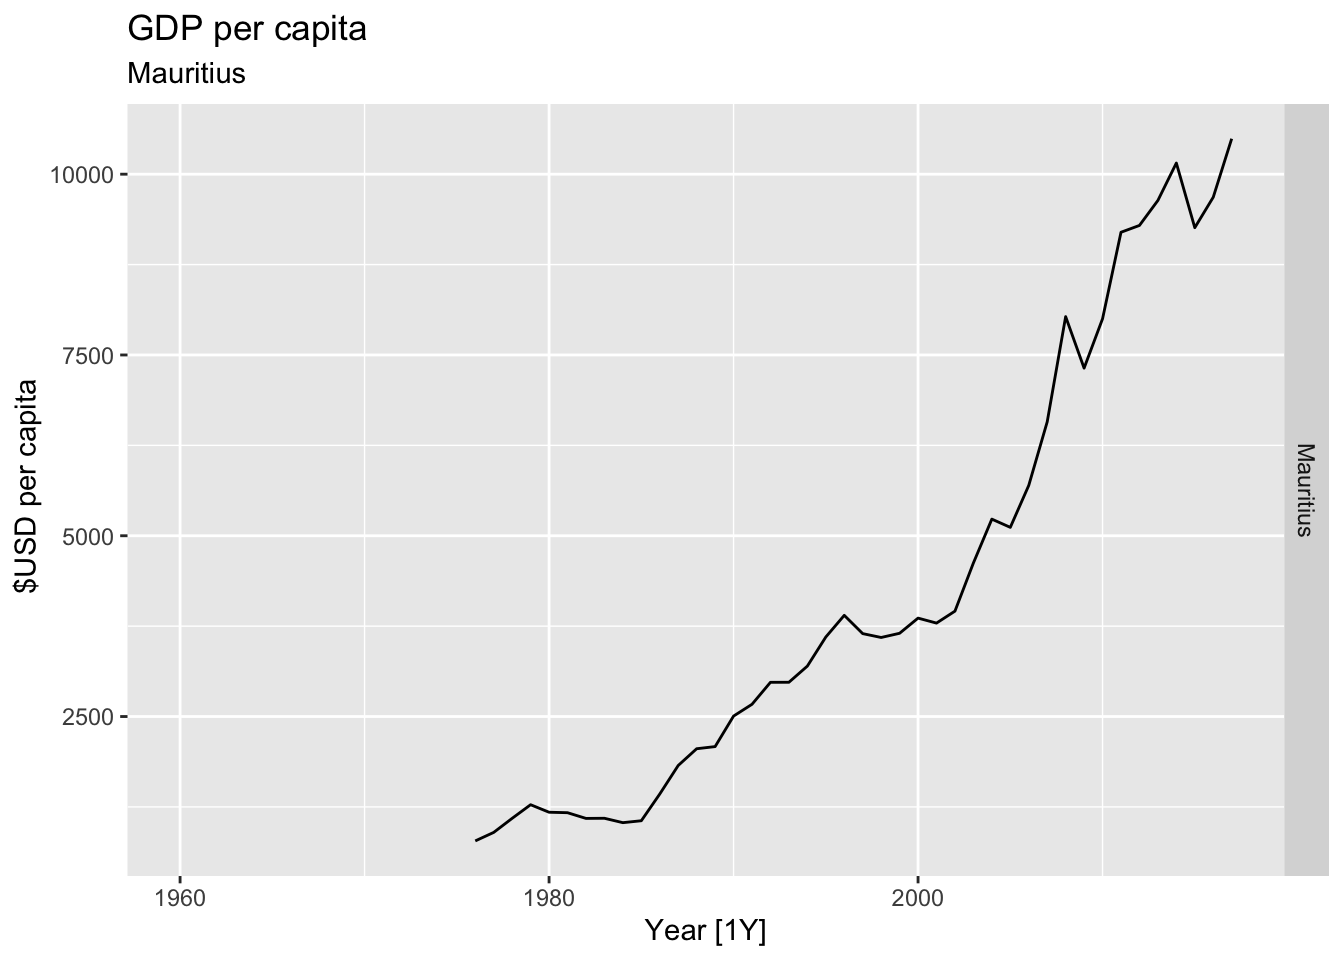 GDP per capita
Mauritius
10000
7500
5000
2500
$USD per capita
Mauritius
1960
1980
2000
Year [1Y]